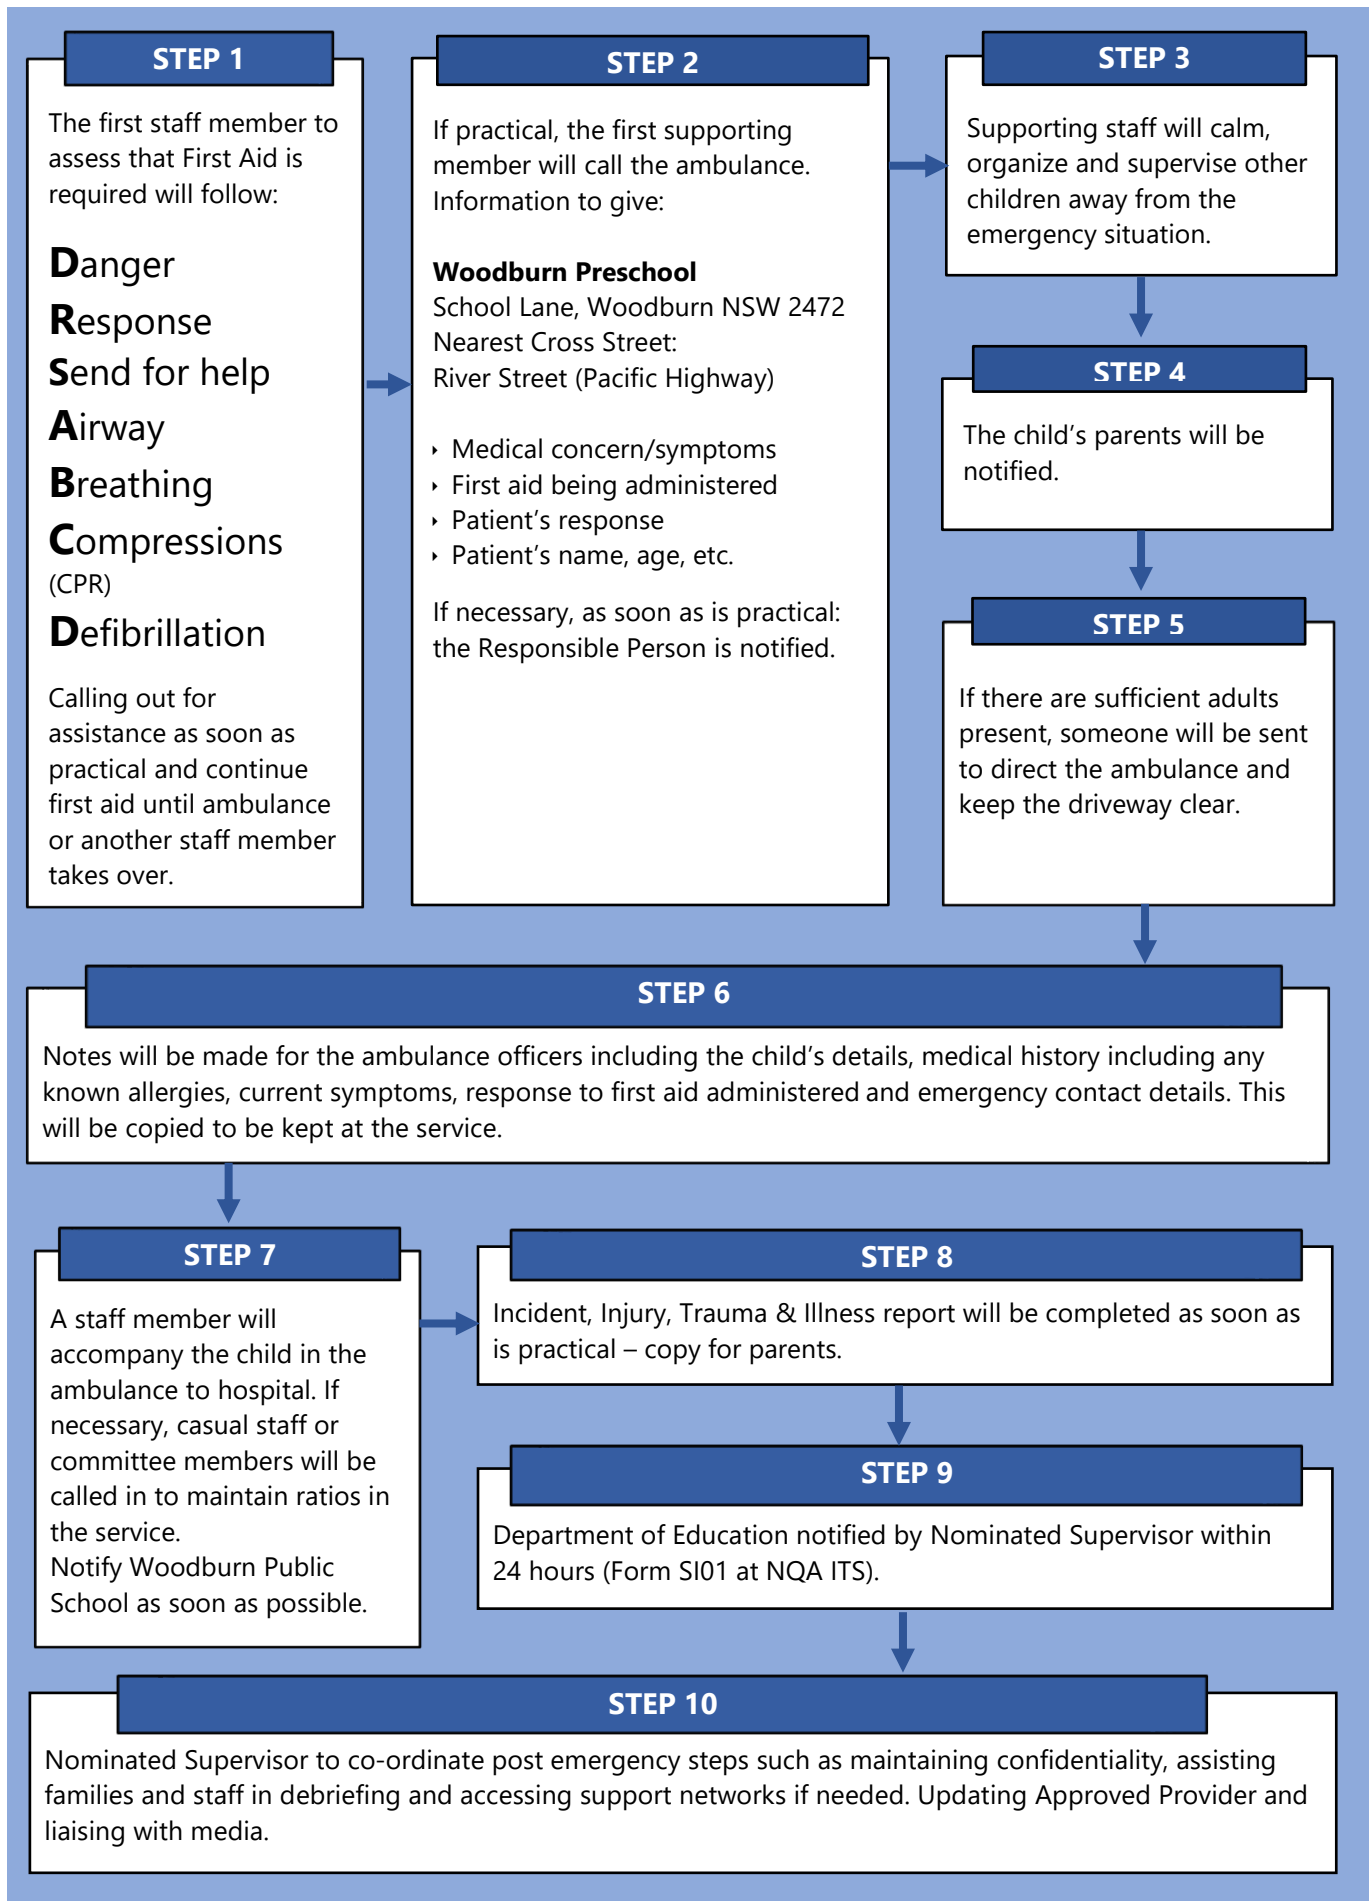 STEP 1
The first staff member to
assess that First Aid is
required will follow:
Danger
Response
Send for help
Airway
Breathing
Compressions
(CPR)
Defibrillation
Calling out for
assistance as soon as
practical and continue
first aid until ambulance
or another staff member
takes over.
STEP 2
If practical, the first supporting
member will call the ambulance.
Information to give:
Woodburn Preschool
School Lane, Woodburn NSW 2472
Nearest Cross Street:
River Street (Pacific Highway)
‣ Medical concern/symptoms
‣ First aid being administered
‣ Patient’s response
‣ Patient’s name, age, etc.
If necessary, as soon as is practical:
the Responsible Person is notified.
STEP 3
Supporting staff will calm,
organize and supervise other
children away from the
emergency situation.
STEP 4
The child’s parents will be
notified.
STEP 5
If there are sufficient adults
present, someone will be sent
to direct the ambulance and
keep the driveway clear.
STEP 6
Notes will be made for the ambulance officers including the child’s details, medical history including any
known allergies, current symptoms, response to first aid administered and emergency contact details. This
will be copied to be kept at the service.
STEP 7
A staff member will
accompany the child in the
ambulance to hospital. If
necessary, casual staff or
committee members will be
called in to maintain ratios in
the service.
Notify Woodburn Public
School as soon as possible.
STEP 8
Incident, Injury, Trauma & Illness report will be completed as soon as
is practical – copy for parents.
STEP 9
Department of Education notified by Nominated Supervisor within
24 hours (Form SI01 at NQA ITS).
STEP 10
Nominated Supervisor to co-ordinate post emergency steps such as maintaining confidentiality, assisting
families and staff in debriefing and accessing support networks if needed. Updating Approved Provider and
liaising with media.